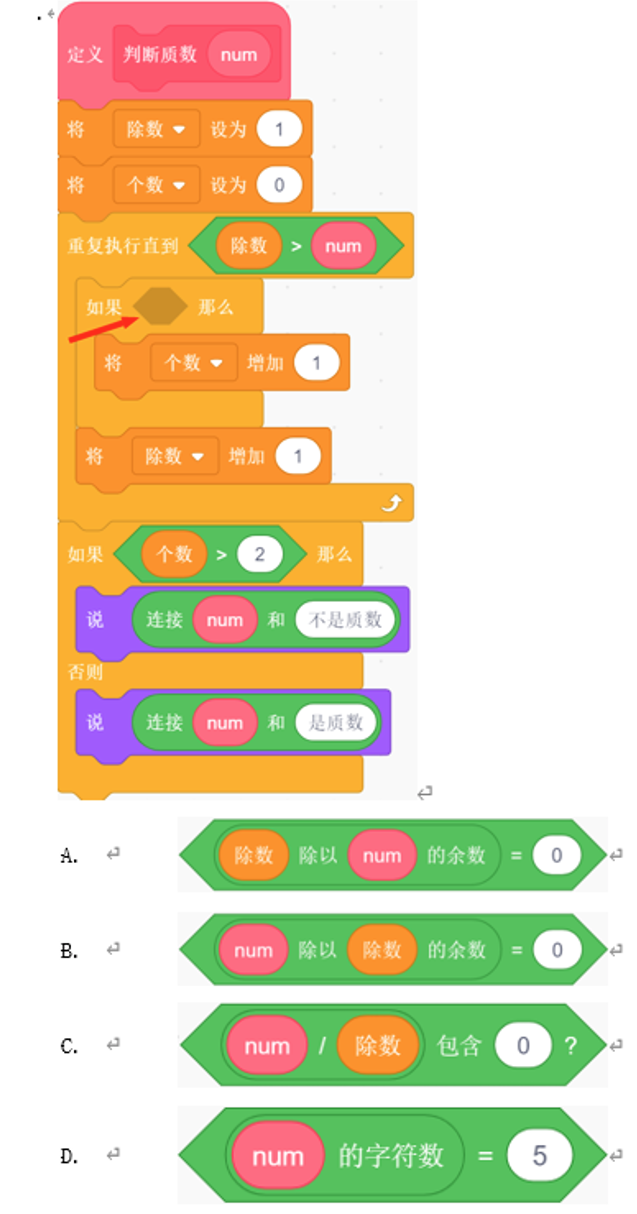 .
定义 判断质数 num
将 除数 设为 1
将 个数 设为 0
重复执行直到 除数 > num
如果 那么
将 个数 增加 1
将 除数 增加 1
如果 个数 > 2 那么
说 连接 num 和 不是质数
否则
说 连接 num 和 是质数
A. 除数 除以 num 的余数 = 0
B. num 除以 除数 的余数 = 0
C. num / 除数 包含 0 ?
D. num 的字符数 = 5